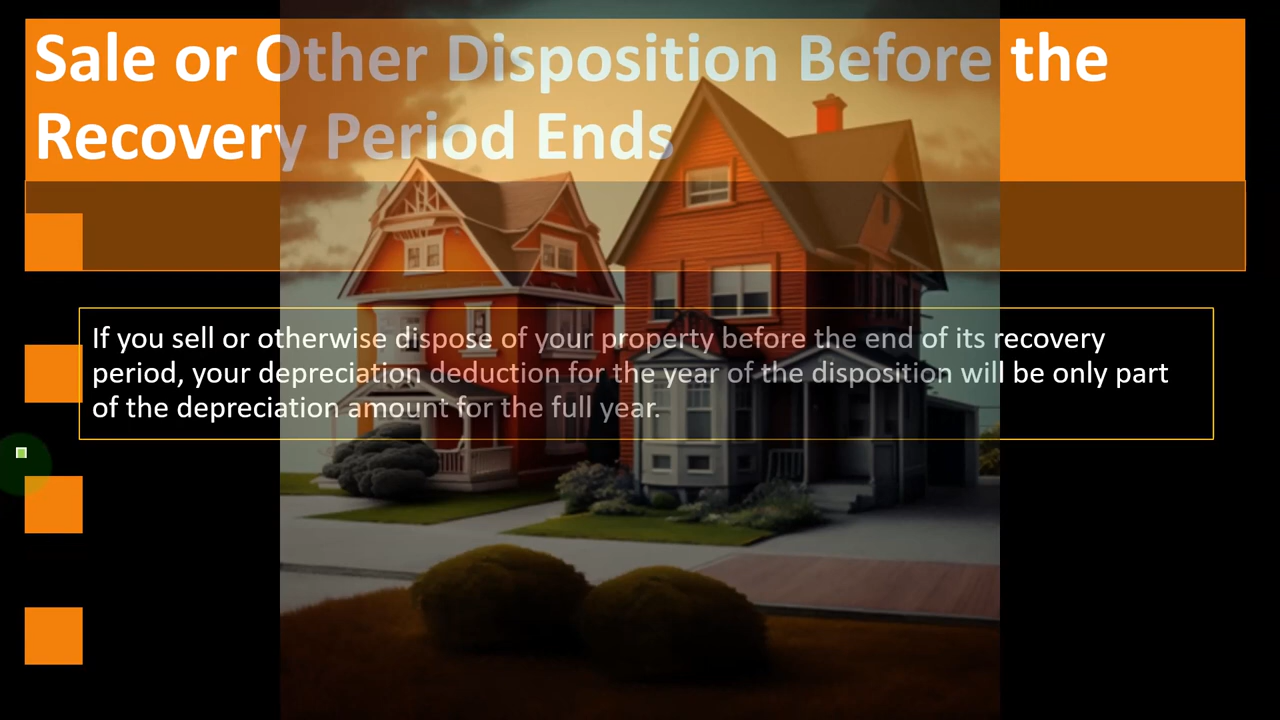 Sale or Other Disposition Before the
Recovery Period Ends
If you sell or otherwise dispose of your property before the end of its recovery
period, your depreciation deduction for the year of the disposition will be only part
of the depreciation amount for the full year.